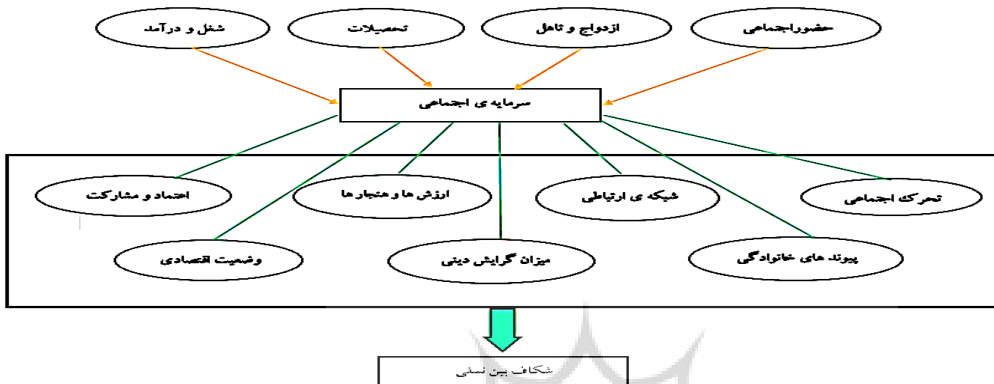 حضوراجتماعی
ازدواج و تاهل
تحصیلات
شغل و درآمد
سرمایه ی اجتماعی
تحرک اجتماعی
شبکه ی ارتباطی
ارزش ها و هنجارها
اعتماد و مشارکت
پیوند های خانوادگی
میزان گرایش دینی
وضعیت اقتصادی
شکاف بین نسلی